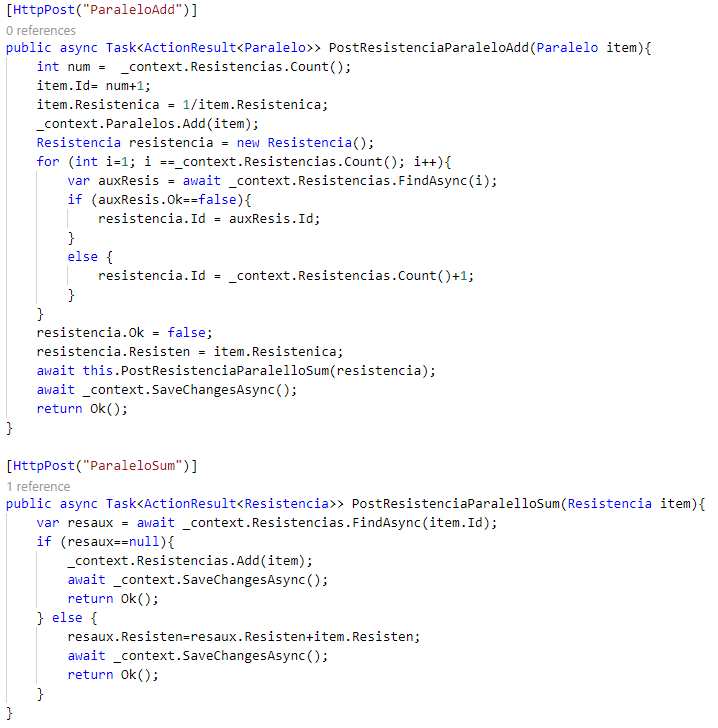 [HttpPost("ParaleloAdd")]
0 references
public async Task<ActionResult<Paralelo>> PostResistenciaParaleloAdd(Paralelo item){
int num =  _context.Resistencias.Count();
item.Id= num+1;
item.Resistenica = 1/item.Resistenica;
_context.Paralelos.Add(item);
Resistencia resistencia = new Resistencia();
for (int i=1; i ==_context.Resistencias.Count(); i++){
var auxResis = await _context.Resistencias.FindAsync(i);
if (auxResis.Ok==false){
resistencia.Id = auxResis.Id;
}
else {
resistencia.Id = _context.Resistencias.Count()+1;
}
}
resistencia.Ok = false;
resistencia.Resisten = item.Resistenica;
await this.PostResistenciaParalelloSum(resistencia);
await _context.SaveChangesAsync();
return Ok();
}
[HttpPost("ParaleloSum")]
1 reference
public async Task<ActionResult<Resistencia>> PostResistenciaParalelloSum(Resistencia item){
var resaux = await _context.Resistencias.FindAsync(item.Id);
if (resaux==null){
_context.Resistencias.Add(item);
await _context.SaveChangesAsync();
return Ok();
} else {
resaux.Resisten=resaux.Resisten+item.Resisten;
await _context.SaveChangesAsync();
return Ok();
}
}